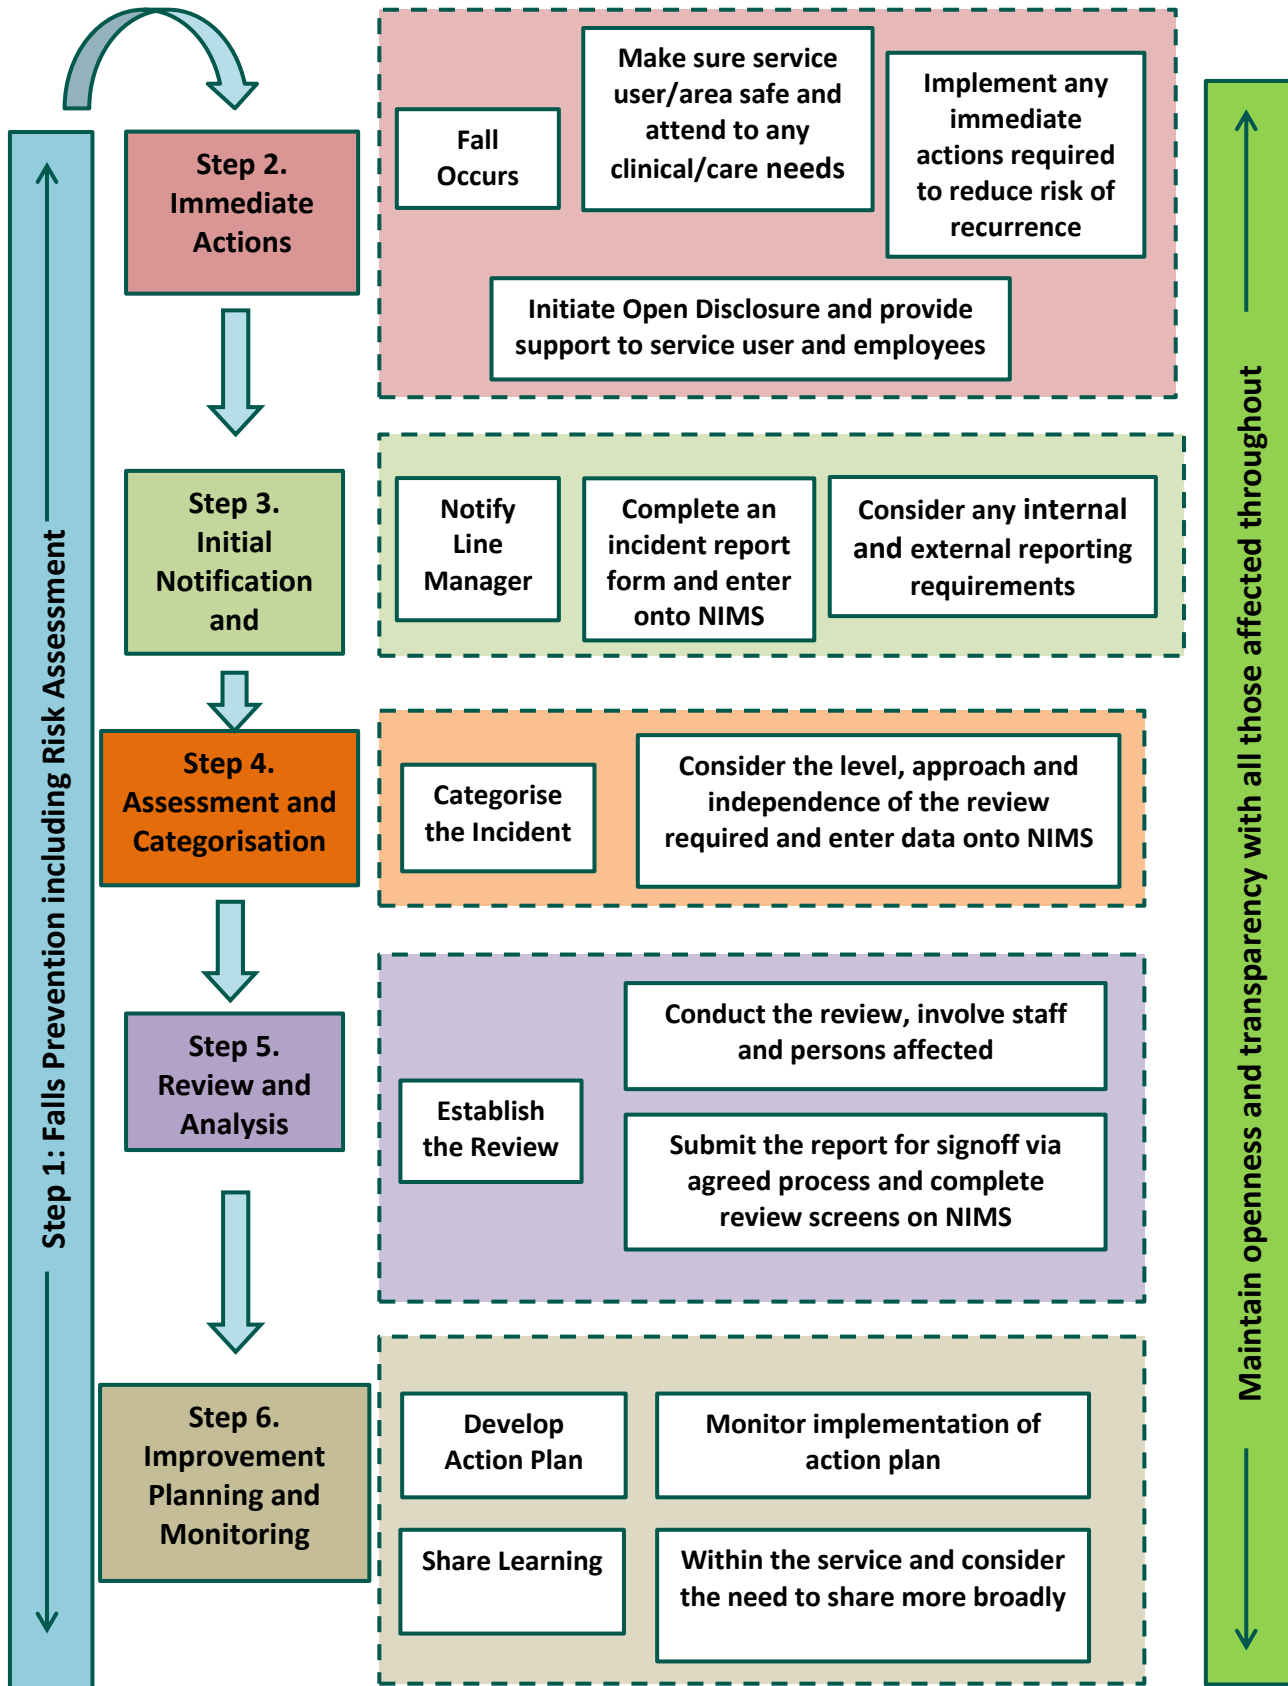 Step 1: Falls Prevention including Risk Assessment
Step 2.
Immediate
Actions
Fall
Occurs
Make sure service
user/area safe and
attend to any
clinical/care needs
Implement any
immediate
actions required
to reduce risk of
recurrence
Initiate Open Disclosure and provide
support to service user and employees
Step 3.
Initial
Notification
and
Notify
Line
Manager
Complete an
incident report
form and enter
onto NIMS
Consider any internal
and external reporting
requirements
Step 4.
Assessment and
Categorisation
Categorise
the Incident
Consider the level, approach and
independence of the review
required and enter data onto NIMS
Step 5.
Review and
Analysis
Establish
the Review
Conduct the review, involve staff
and persons affected
Submit the report for signoff via
agreed process and complete
review screens on NIMS
Step 6.
Improvement
Planning and
Monitoring
Develop
Action Plan
Monitor implementation of
action plan
Share Learning
Within the service and consider
the need to share more broadly
Maintain openness and transparency with all those affected throughout